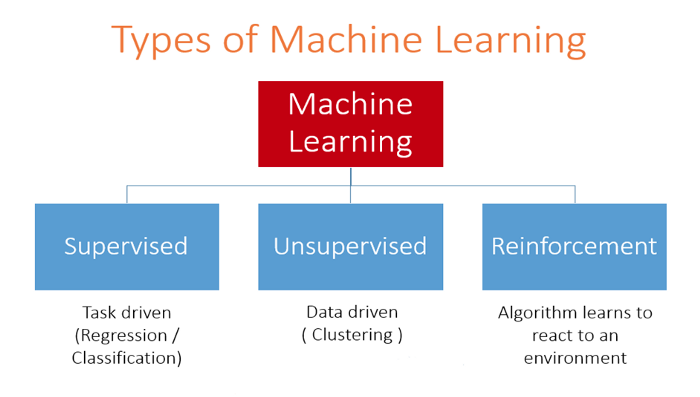 Types of Machine Learning
Machine
Learning
Supervised
Unsupervised
Reinforcement
Task driven
(Regression /
Classification)
Data driven
( Clustering )
Algorithm learns to
react to an
environment